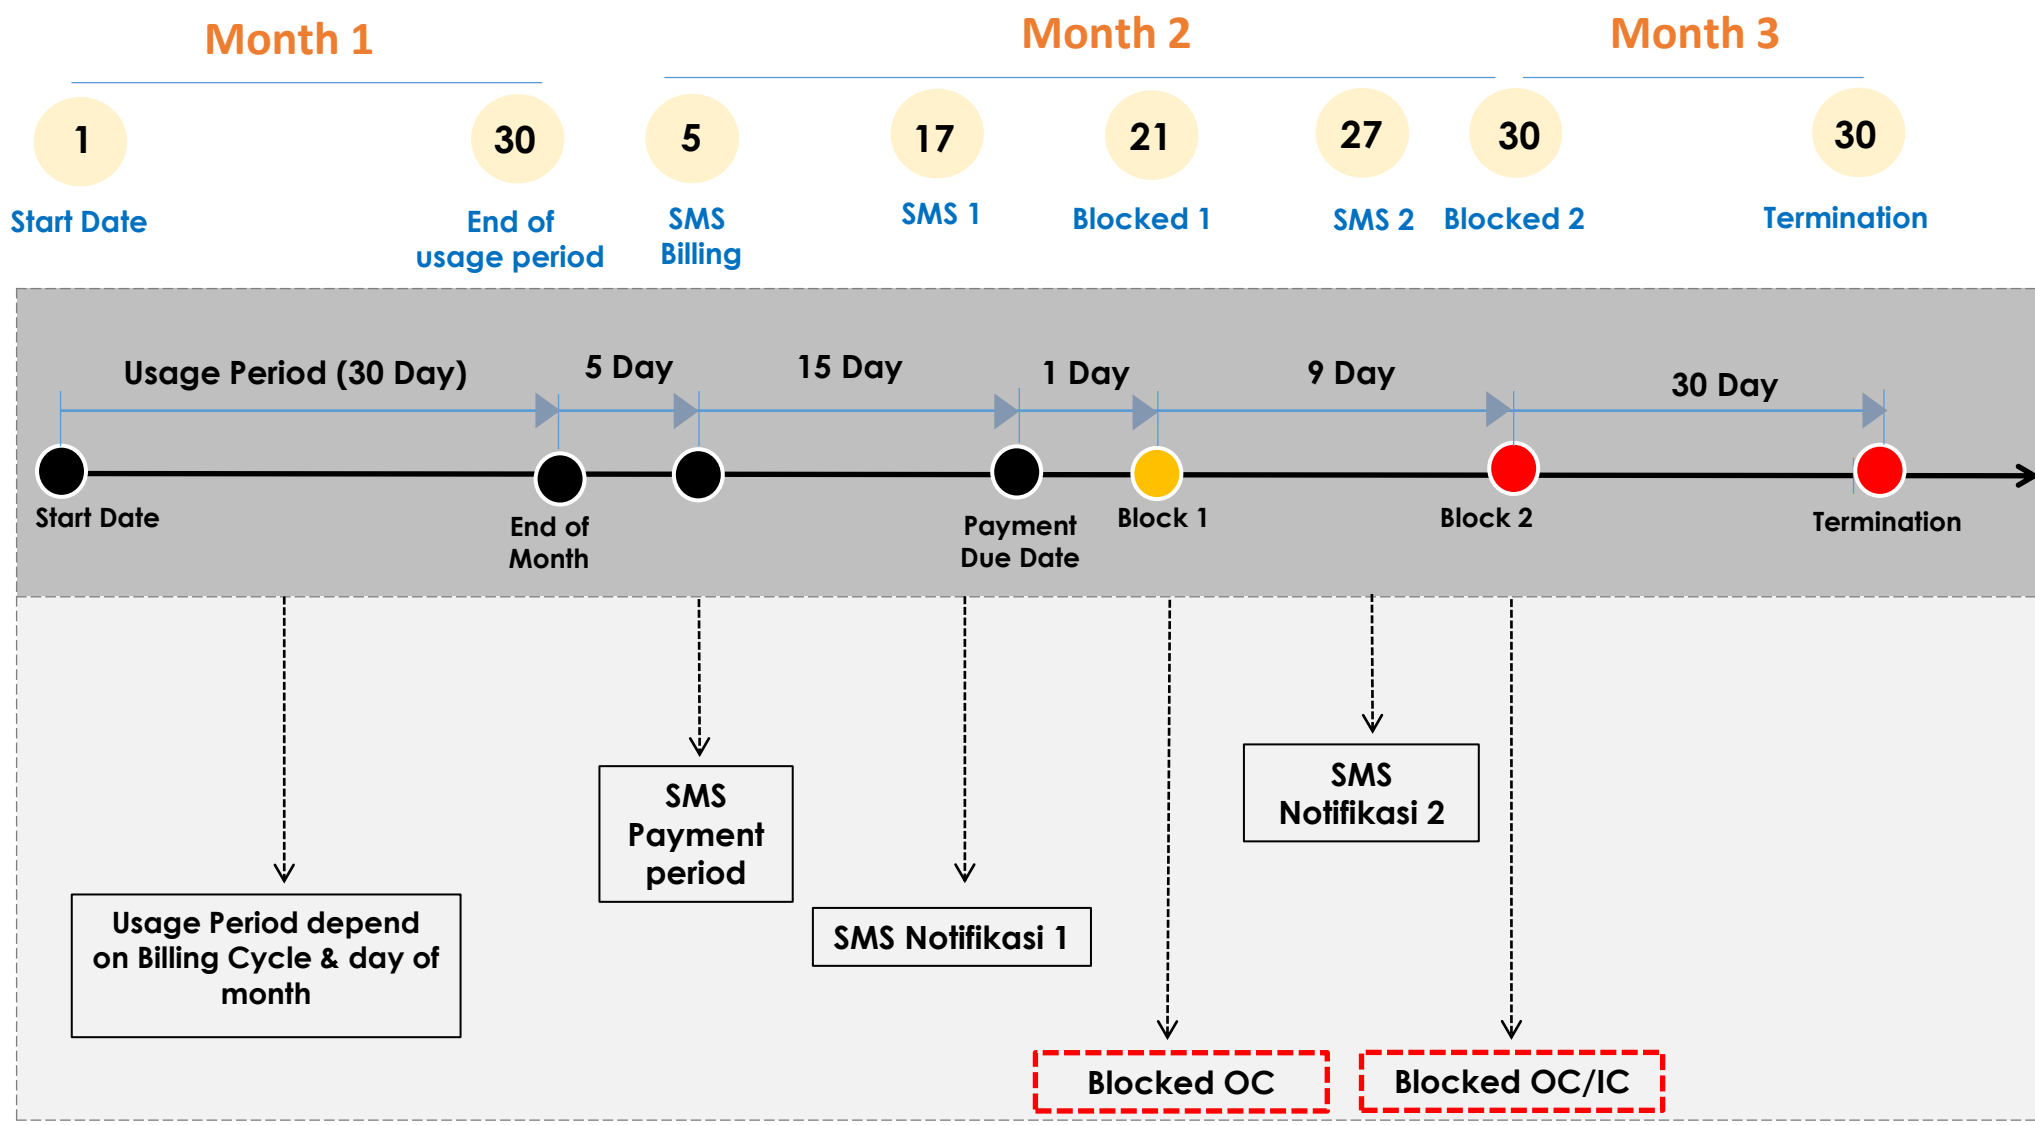 Month 1
Month 2
Month 3
1
30
5
17
21
27
30
30
Start Date
End of
usage period
SMS
Billing
SMS 1
Blocked 1
SMS 2
Blocked 2
Termination
Usage Period (30 Day)
5 Day
15 Day
1 Day
9 Day
30 Day
Start Date
End of
Month
Payment
Due Date
Block 1
Block 2
Termination
Usage Period depend
on Billing Cycle & day of
month
SMS
Payment
period
SMS Notifikasi 1
SMS
Notifikasi 2
Blocked OC
Blocked OC/IC